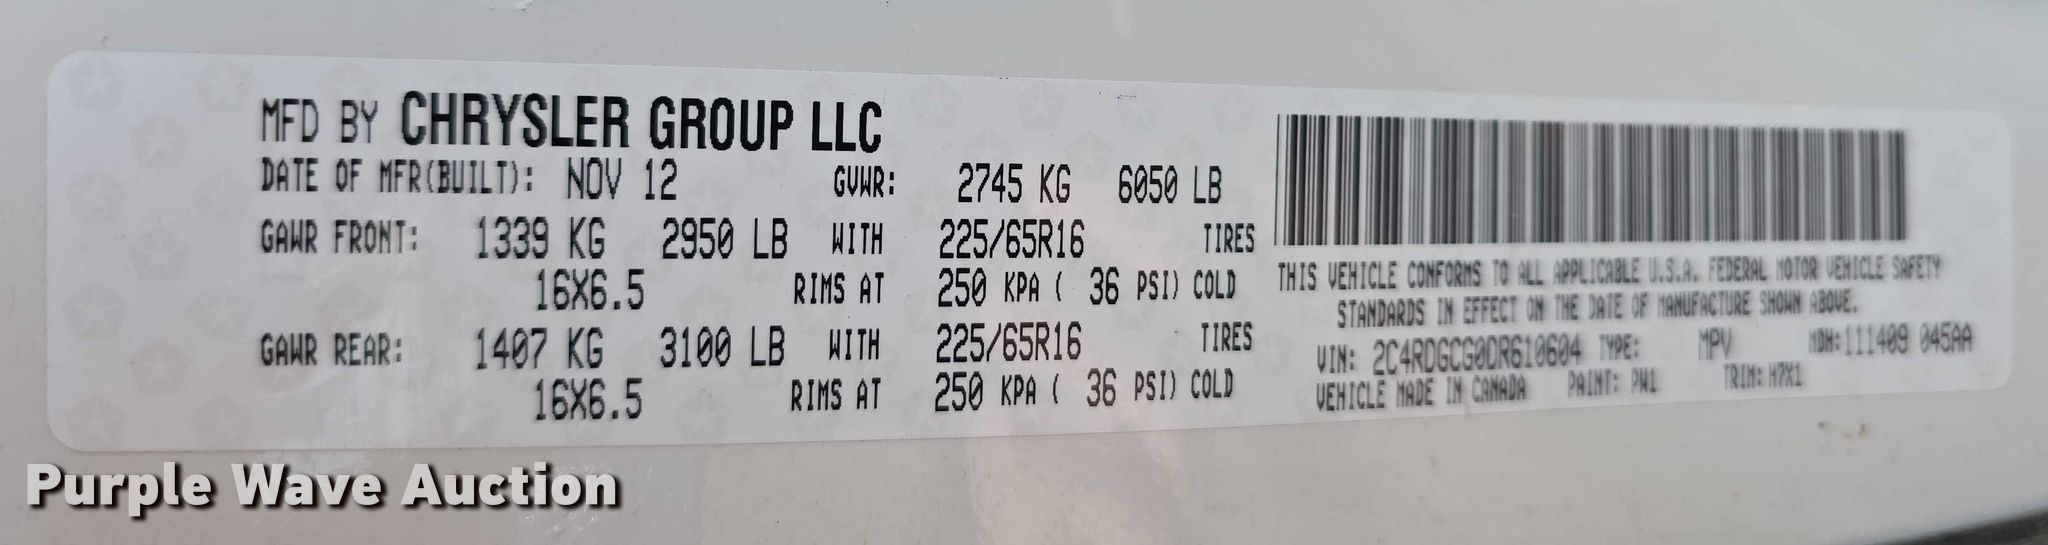 MFD BY CHRYSLER GROUP LLC
DATE OF MFR(BUILT): NOV 12 GVWR: 2745 KG 6050 LB
GAWR FRONT: 1339 KG 2950 LB WITH 225/65R16 TIRES
16X6.5 RIMS AT 250 KPA ( 36 PSI) COLD
GAWR REAR: 1407 KG 3100 LB WITH 225/65R16 TIRES
16X6.5 RIMS AT 250 KPA ( 36 PSI) COLD
THIS VEHICLE CONFORMS TO ALL APPLICABLE U.S.A. FEDERAL MOTOR VEHICLE SAFETY
STANDARDS IN EFFECT ON THE DATE OF MANUFACTURE SHOWN ABOVE.
VIN: 2C4RDGCG0DR610604 TYPE: MPV MDH:111409 045AA
VEHICLE MADE IN CANADA PAINT: PW1 TRIM: H7X1
Purple Wave Auction